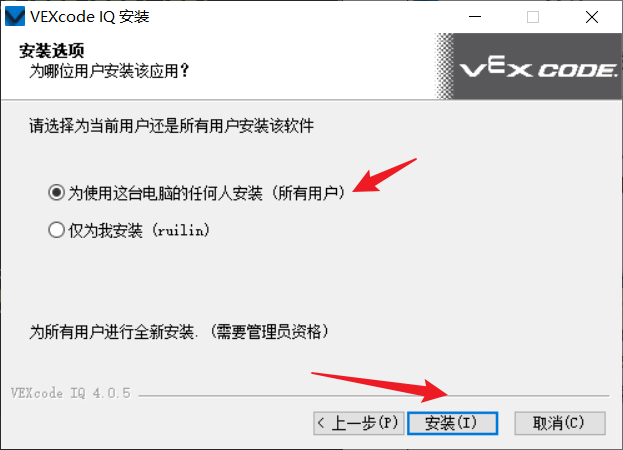 VEXcode IQ 安装
安装选项
为哪位用户安装该应用?
VEX CODE.
请选择为当前用户还是所有用户安装该软件
为使用这台电脑的任何人安装 (所有用户)
仅为我安装 (ruilin)
为所有用户进行全新安装. (需要管理员资格)
VEXcode IQ 4.0.5
< 上一步(P)
安装(I)
取消(C)